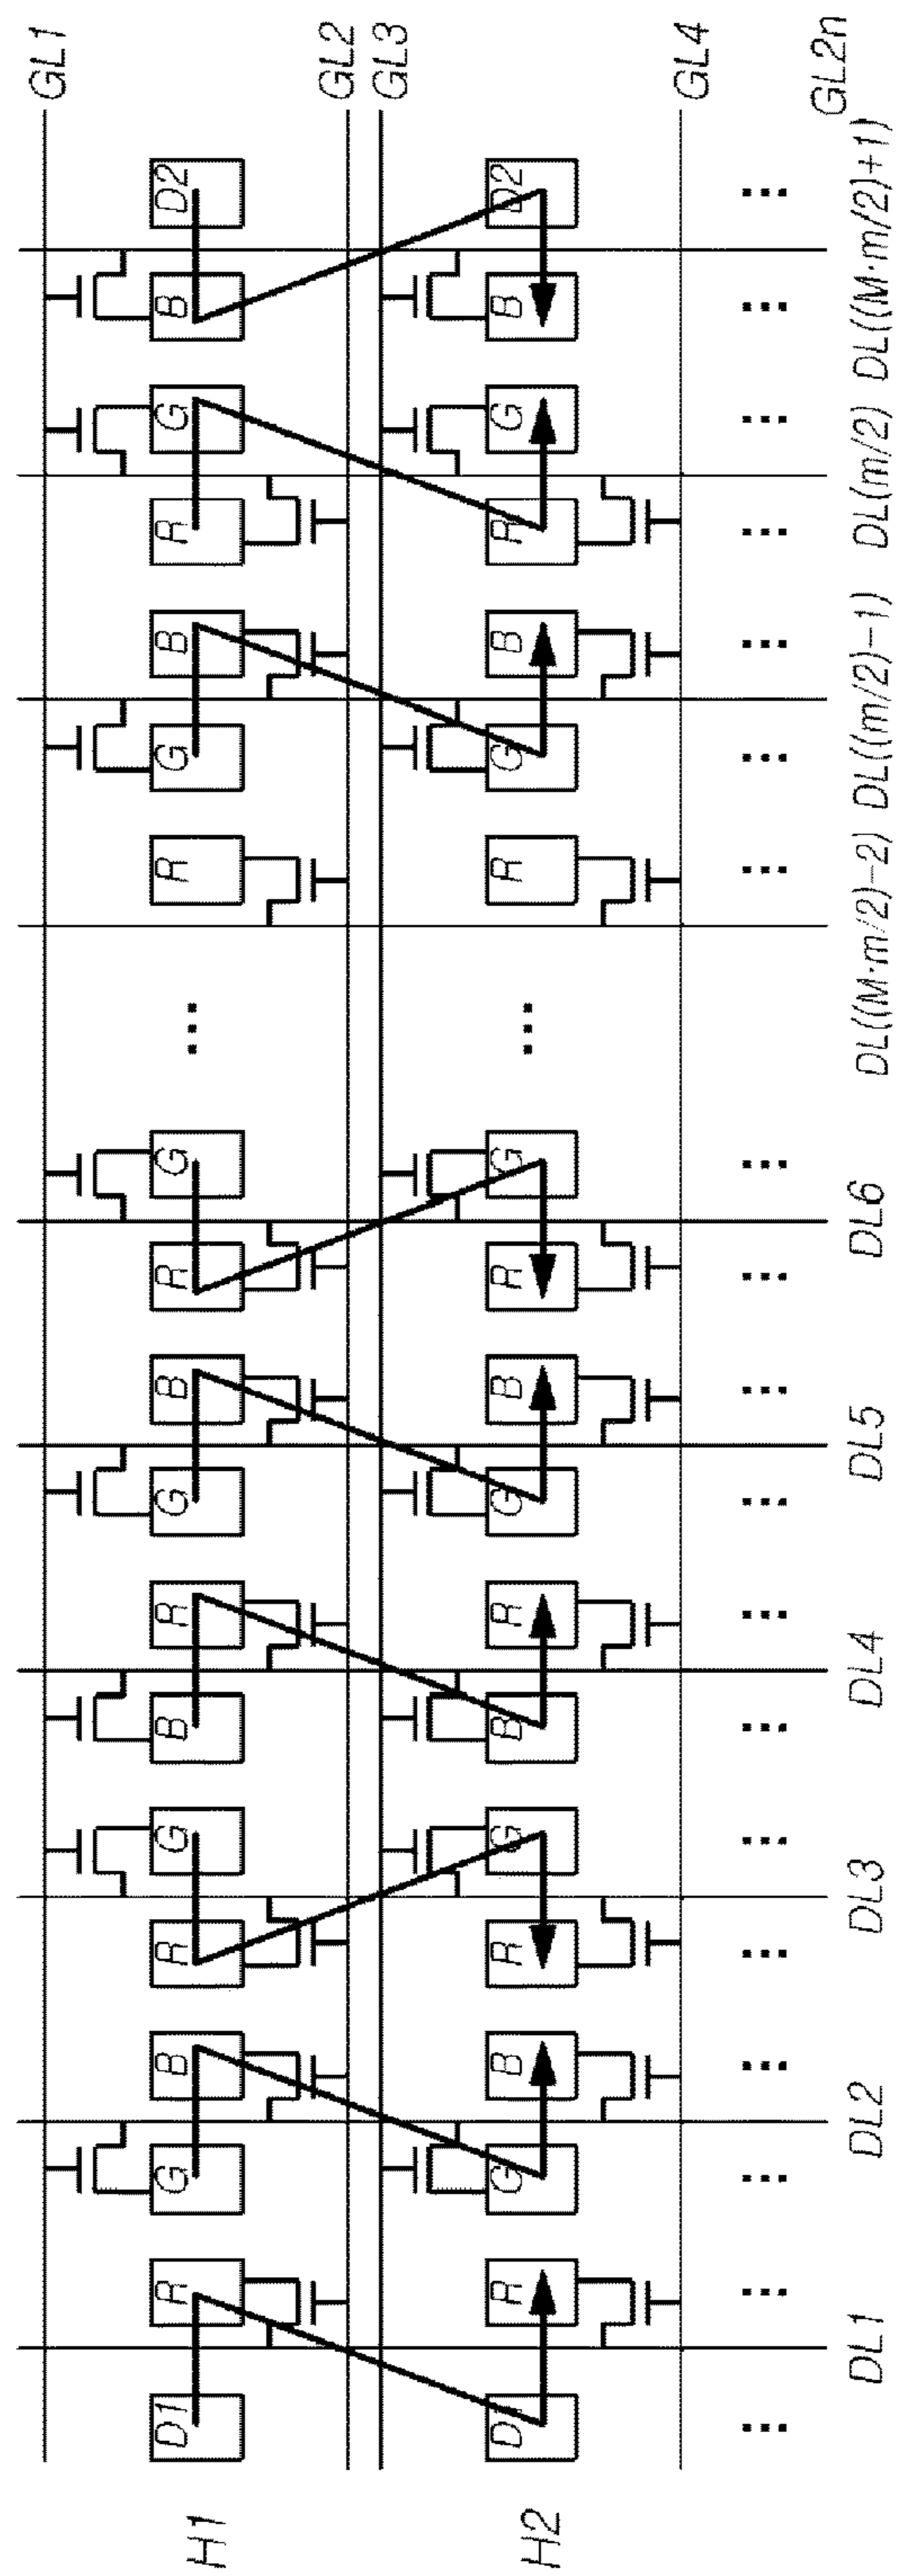 GL1
H1 D1 R G B R G B R G B R G ... R G B R G B D2
GL2
GL3
H2 D1 R G B R G B R G B R G ... R G B R G B D2
GL4
... ... ... ... ... ... ... ... ... ... ... ... ... ... ... ... ... ... ...
GL2n
DL1 DL2 DL3 DL4 DL5 DL6 DL((M·m/2)-2) DL((m/2)-1) DL(m/2) DL((M·m/2)+1)